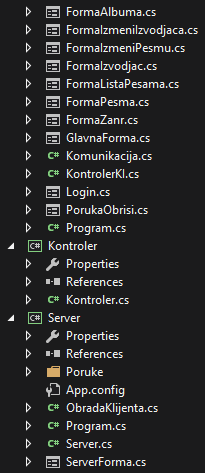 FormaAlbuma.cs
FormaIzmeniIzvodjaca.cs
FormaIzmeniPesmu.cs
FormaIzvodjac.cs
FormaListaPesama.cs
FormaPesma.cs
FormaZanr.cs
GlavnaForma.cs
C# Komunikacija.cs
C# KontrolerKI.cs
Login.cs
PorukaObrisi.cs
C# Program.cs
C# Kontroler
Properties
References
C# Kontroler.cs
C# Server
Properties
References
Poruke
App.config
C# ObradaKlijenta.cs
C# Program.cs
C# Server.cs
ServerForma.cs